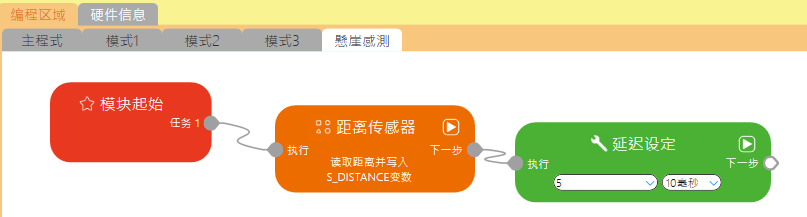 编程区域 硬件信息
主程式 模式1 模式2 模式3 懸崖感測
模块起始
任务 1
距离传感器
执行 下一步
读取距离并写入
S_DISTANCE变数
延迟设定
执行 下一步
5 10毫秒